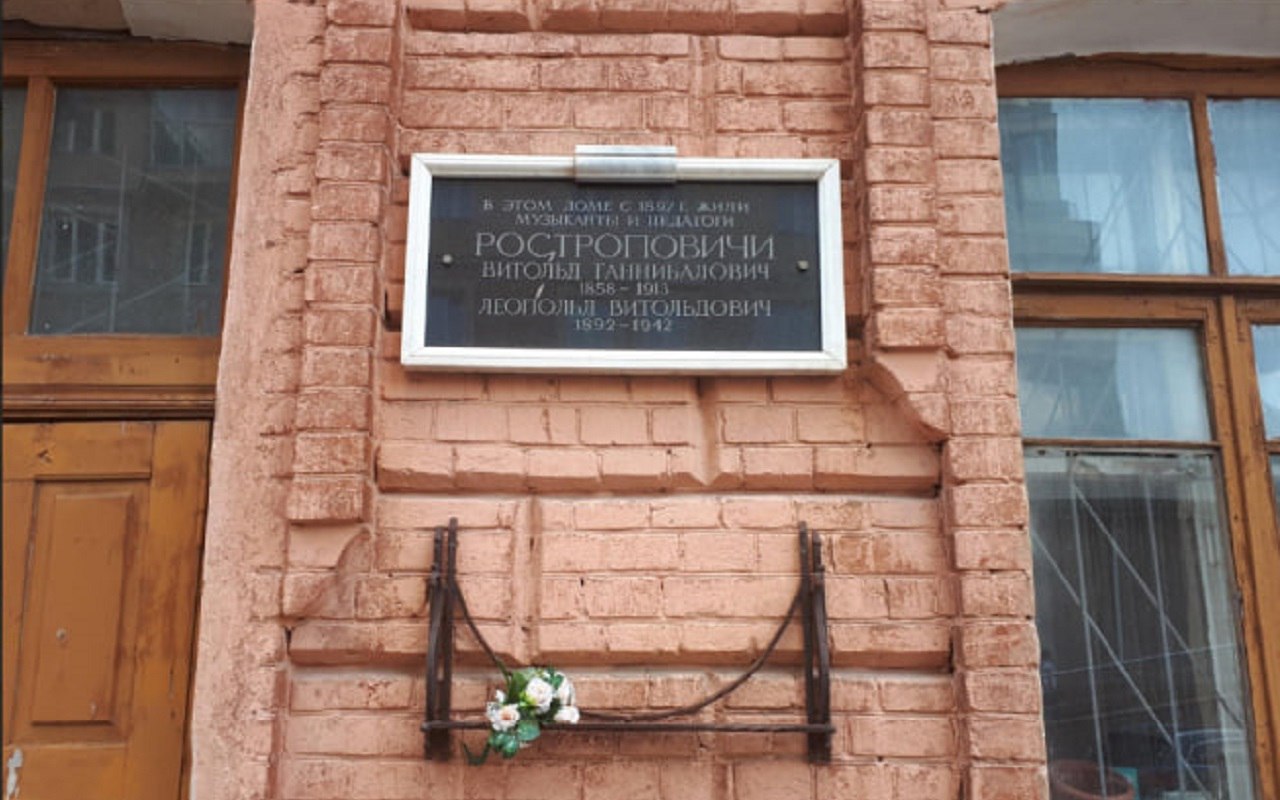 В ЭТОМ ДОМЕ С 1897 Г. ЖИЛИ
МУЗЫКАНТЫ И ПЕДАГОГИ
РОСТРОПОВИЧИ
ВИТОЛЬД ГАННИБАЛОВИЧ
1858 – 1913
ЛЕОПОЛЬД ВИТОЛЬДОВИЧ
1892 – 1942